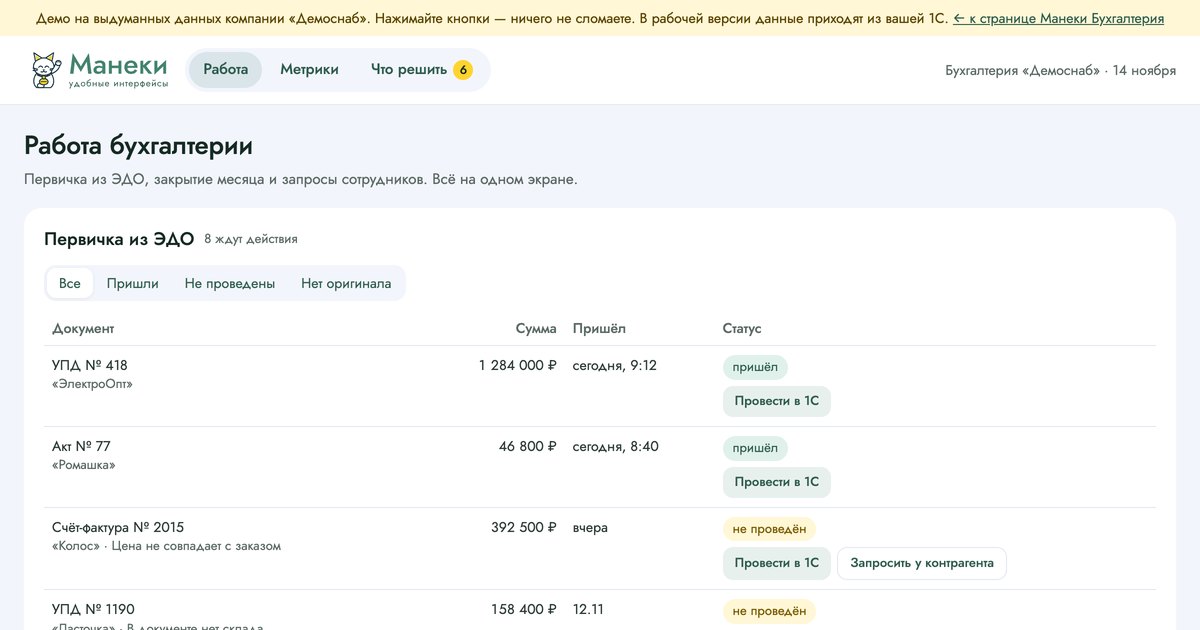 Демо на выдуманных данных компании «Демоснаб». Нажимайте кнопки — ничего не сломаете. В рабочей версии данные приходят из вашей 1С. ← к странице Манеки Бухгалтерия
Манеки
удобные интерфейсы
Работа Метрики Что решить 6
Бухгалтерия «Демоснаб» · 14 ноября
Работа бухгалтерии
Первичка из ЭДО, закрытие месяца и запросы сотрудников. Всё на одном экране.
Первичка из ЭДО 8 ждут действия
Все Пришли Не проведены Нет оригинала
Документ Сумма Пришёл Статус
УПД № 418 1 284 000 ₽ сегодня, 9:12 пришёл
«ЭлектроОпт»
Провести в 1С
Акт № 77 46 800 ₽ сегодня, 8:40 пришёл
«Ромашка»
Провести в 1С
Счёт-фактура № 2015 392 500 ₽ вчера не проведён
«Колос» · Цена не совпадает с заказом
Провести в 1С Запросить у контрагента
УПД № 1190 158 400 ₽ 12.11 не проведён
«Ласточка» · В документе нет склада